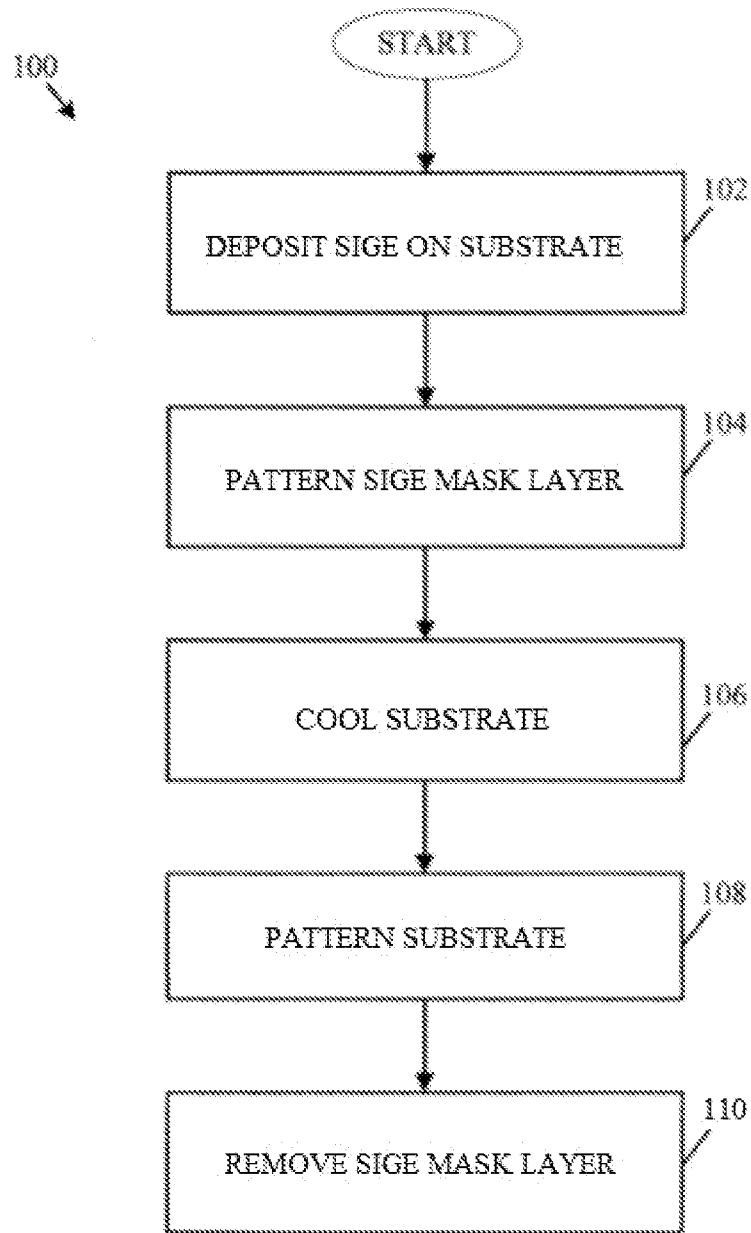 START
100
102
DEPOSIT SIGE ON SUBSTRATE
104
PATTERN SIGE MASK LAYER
106
COOL SUBSTRATE
108
PATTERN SUBSTRATE
110
REMOVE SIGE MASK LAYER